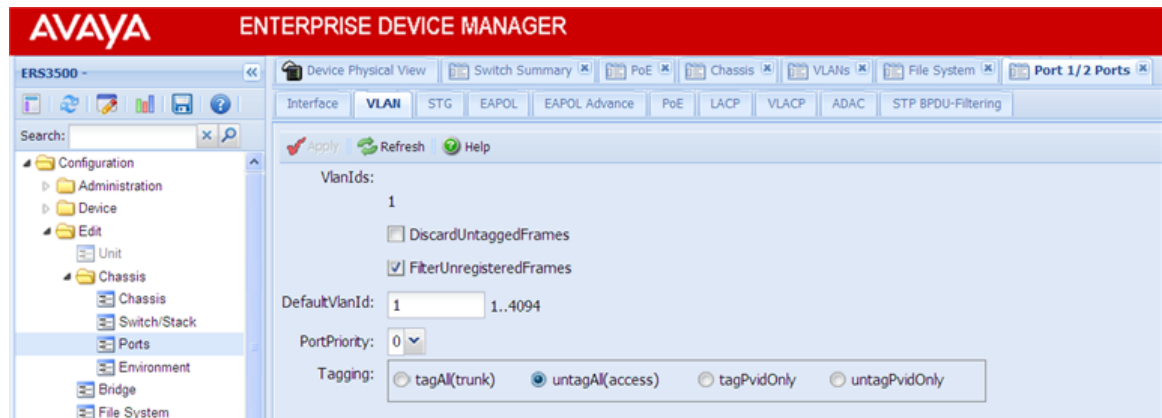 AVAYA ENTERPRISE DEVICE MANAGER
ERS3500 -
Device Physical View Switch Summary PoE Chassis VLANs File System Port 1/2 Ports
Interface VLAN STG EAPOL EAPOL Advance PoE LACP VLACP ADAC STP BPDU-Filtering
Search:
Apply Refresh Help
Configuration
Administration
Device
Edit
Unit
Chassis
Chassis
Switch/Stack
Ports
Environment
Bridge
File System
VlanIds:
1
DiscardUntaggedFrames
FilterUnregisteredFrames
DefaultVlanId: 1 1..4094
PortPriority: 0
Tagging: tagAll(trunk) untagAll(access) tagPvidOnly untagPvidOnly